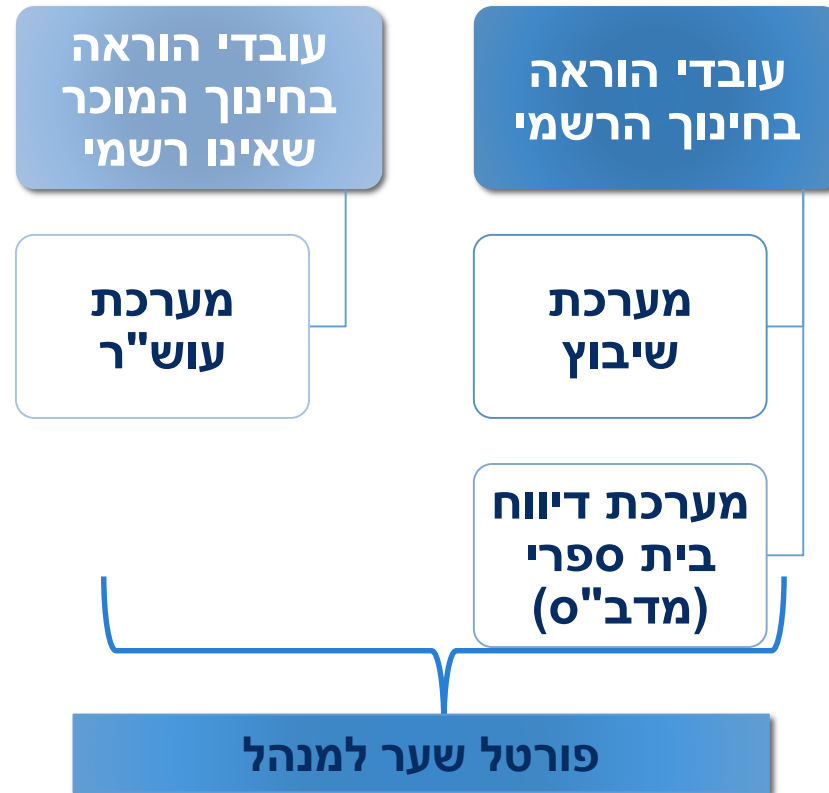 עובדי הוראה
בחינוך הרשמי
מערכת
שיבוץ
מערכת דיווח
בית ספרי
(מדב"ס)
עובדי הוראה
בחינוך המוכר
שאינו רשמי
מערכת
עוש"ר
פורטל שער למנהל